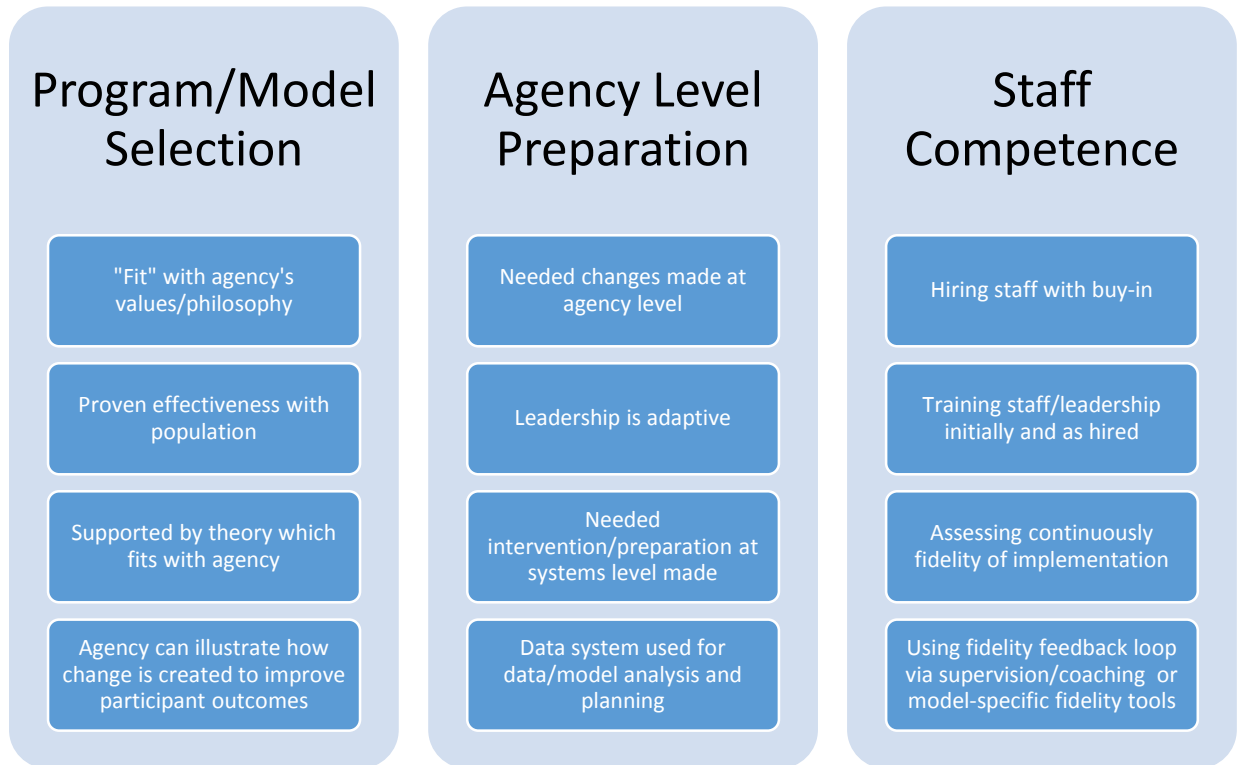 Program/Model
Selection
"Fit" with agency's
values/philosophy
Proven effectiveness with
population
Supported by theory which
fits with agency
Agency can illustrate how
change is created to improve
participant outcomes
Agency Level
Preparation
Needed changes made at
agency level
Leadership is adaptive
Needed
intervention/preparation at
systems level made
Data system used for
data/model analysis and
planning
Staff
Competence
Hiring staff with buy-in
Training staff/leadership
initially and as hired
Assessing continuously
fidelity of implementation
Using fidelity feedback loop
via supervision/coaching or
model-specific fidelity tools